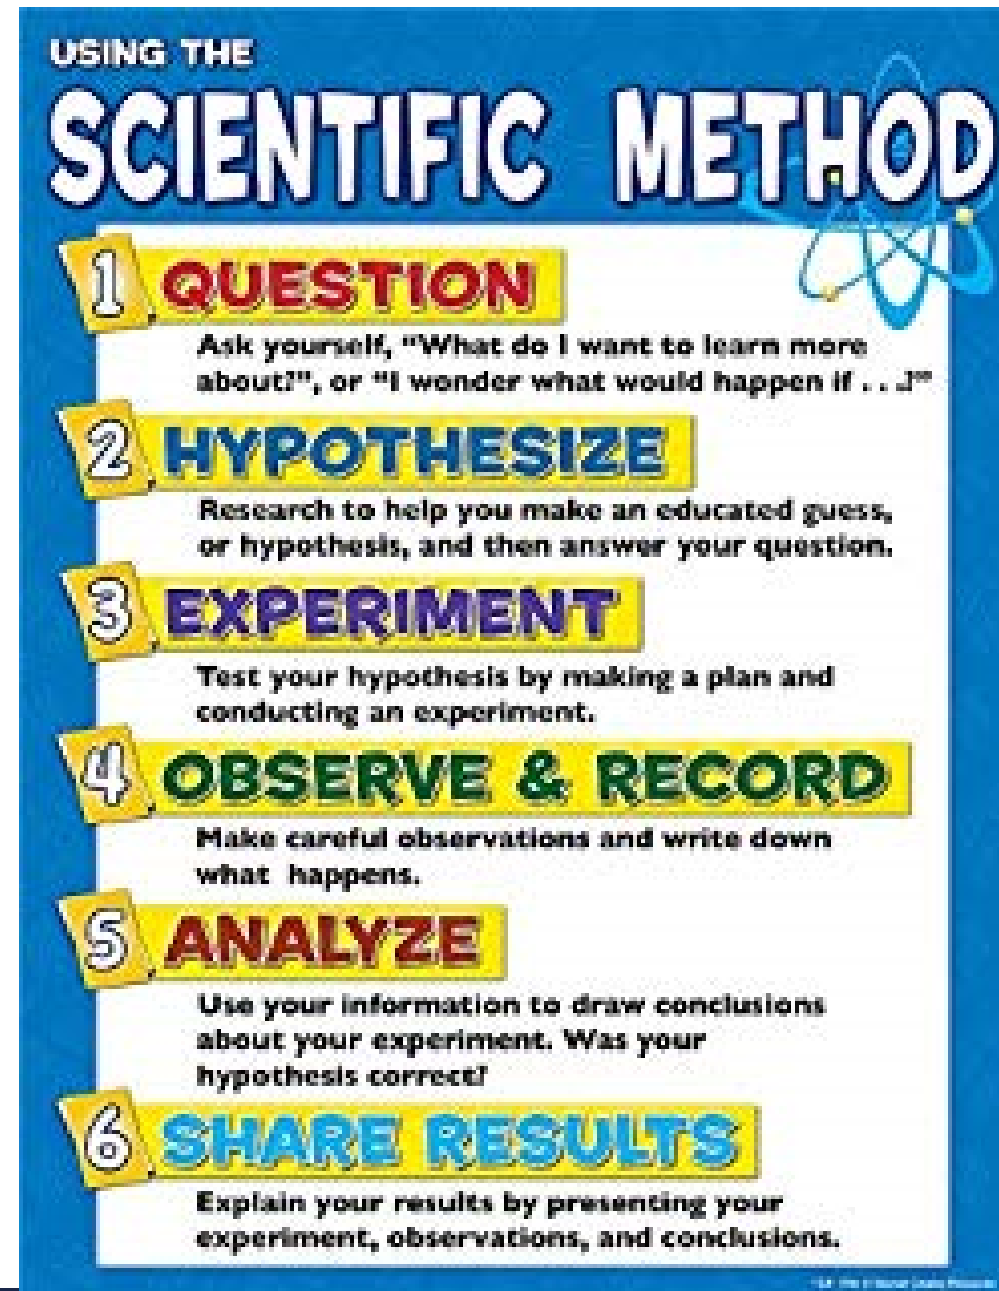 USING THE
SCIENTIFIC METHOD
1 QUESTION
Ask yourself, “What do I want to learn more
about?”, or “I wonder what would happen if . . .?”
2 HYPOTHESIZE
Research to help you make an educated guess,
or hypothesis, and then answer your question.
3 EXPERIMENT
Test your hypothesis by making a plan and
conducting an experiment.
4 OBSERVE & RECORD
Make careful observations and write down
what happens.
5 ANALYZE
Use your information to draw conclusions
about your experiment. Was your
hypothesis correct?
6 SHARE RESULTS
Explain your results by presenting your
experiment, observations, and conclusions.